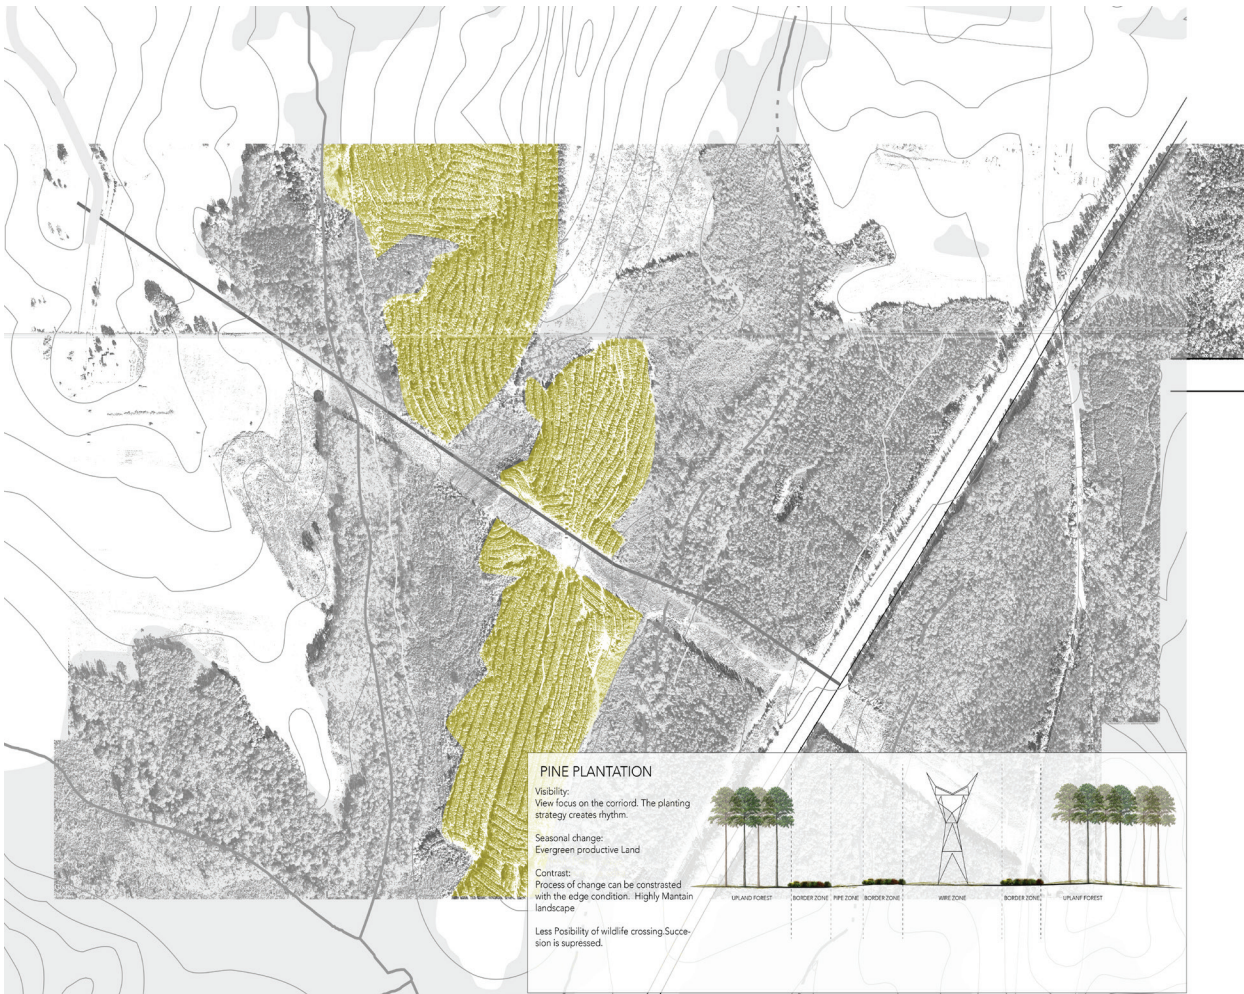 PINE PLANTATION
Visibility:
View focus on the corriord. The planting
strategy creates rhythm.
Seasonal change:
Evergreen productive Land
Contrast:
Process of change can be constrasted
with the edge condition. Highly Mantain
landscape
Less Posibility of wildlife crossing.Succe-
sion is supressed.
UPLAND FOREST
BORDER ZONE
PIPE ZONE
BORDER ZONE
WIRE ZONE
BORDER ZONE
UPLANF FOREST